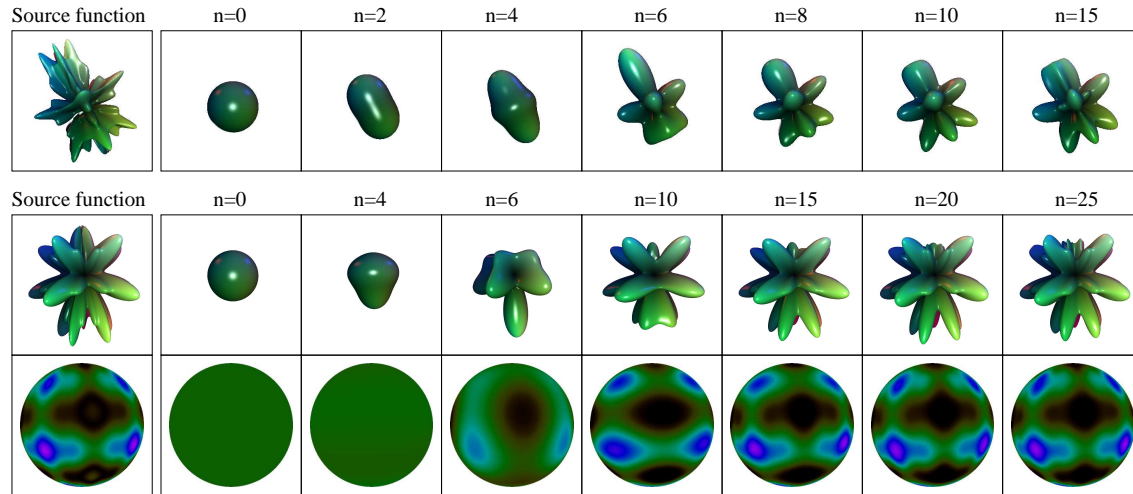 Source function n=0 n=2 n=4 n=6 n=8 n=10 n=15
Source function n=0 n=4 n=6 n=10 n=15 n=20 n=25